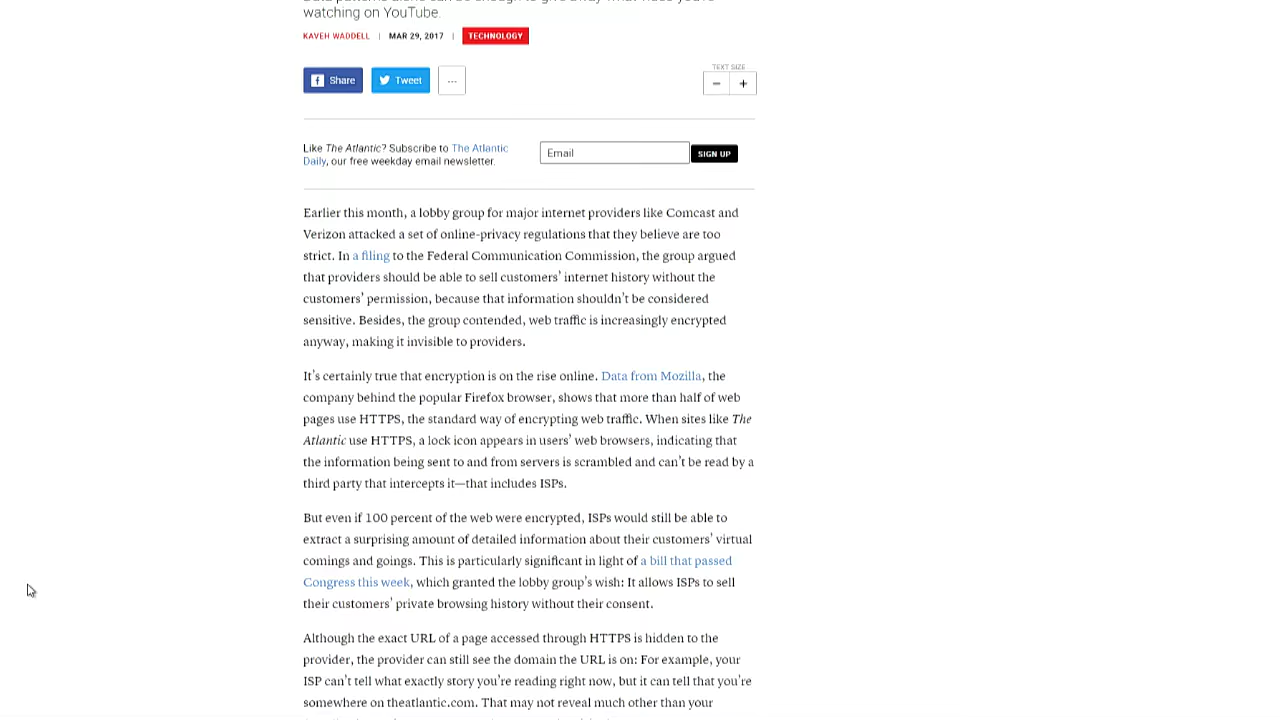 watching on YouTube.
KAVEH WADDELL | MAR 29, 2017 | TECHNOLOGY
TEXT SIZE
Share Tweet ... − +
Like The Atlantic? Subscribe to The Atlantic
Daily, our free weekday email newsletter.
Email SIGN UP
Earlier this month, a lobby group for major internet providers like Comcast and
Verizon attacked a set of online-privacy regulations that they believe are too
strict. In a filing to the Federal Communication Commission, the group argued
that providers should be able to sell customers’ internet history without the
customers’ permission, because that information shouldn’t be considered
sensitive. Besides, the group contended, web traffic is increasingly encrypted
anyway, making it invisible to providers.
It’s certainly true that encryption is on the rise online. Data from Mozilla, the
company behind the popular Firefox browser, shows that more than half of web
pages use HTTPS, the standard way of encrypting web traffic. When sites like The
Atlantic use HTTPS, a lock icon appears in users’ web browsers, indicating that
the information being sent to and from servers is scrambled and can’t be read by a
third party that intercepts it—that includes ISPs.
But even if 100 percent of the web were encrypted, ISPs would still be able to
extract a surprising amount of detailed information about their customers’ virtual
comings and goings. This is particularly significant in light of a bill that passed
Congress this week, which granted the lobby group’s wish: It allows ISPs to sell
their customers’ private browsing history without their consent.
Although the exact URL of a page accessed through HTTPS is hidden to the
provider, the provider can still see the domain the URL is on: For example, your
ISP can’t tell what exactly story you’re reading right now, but it can tell that you’re
somewhere on theatlantic.com. That may not reveal much other than your